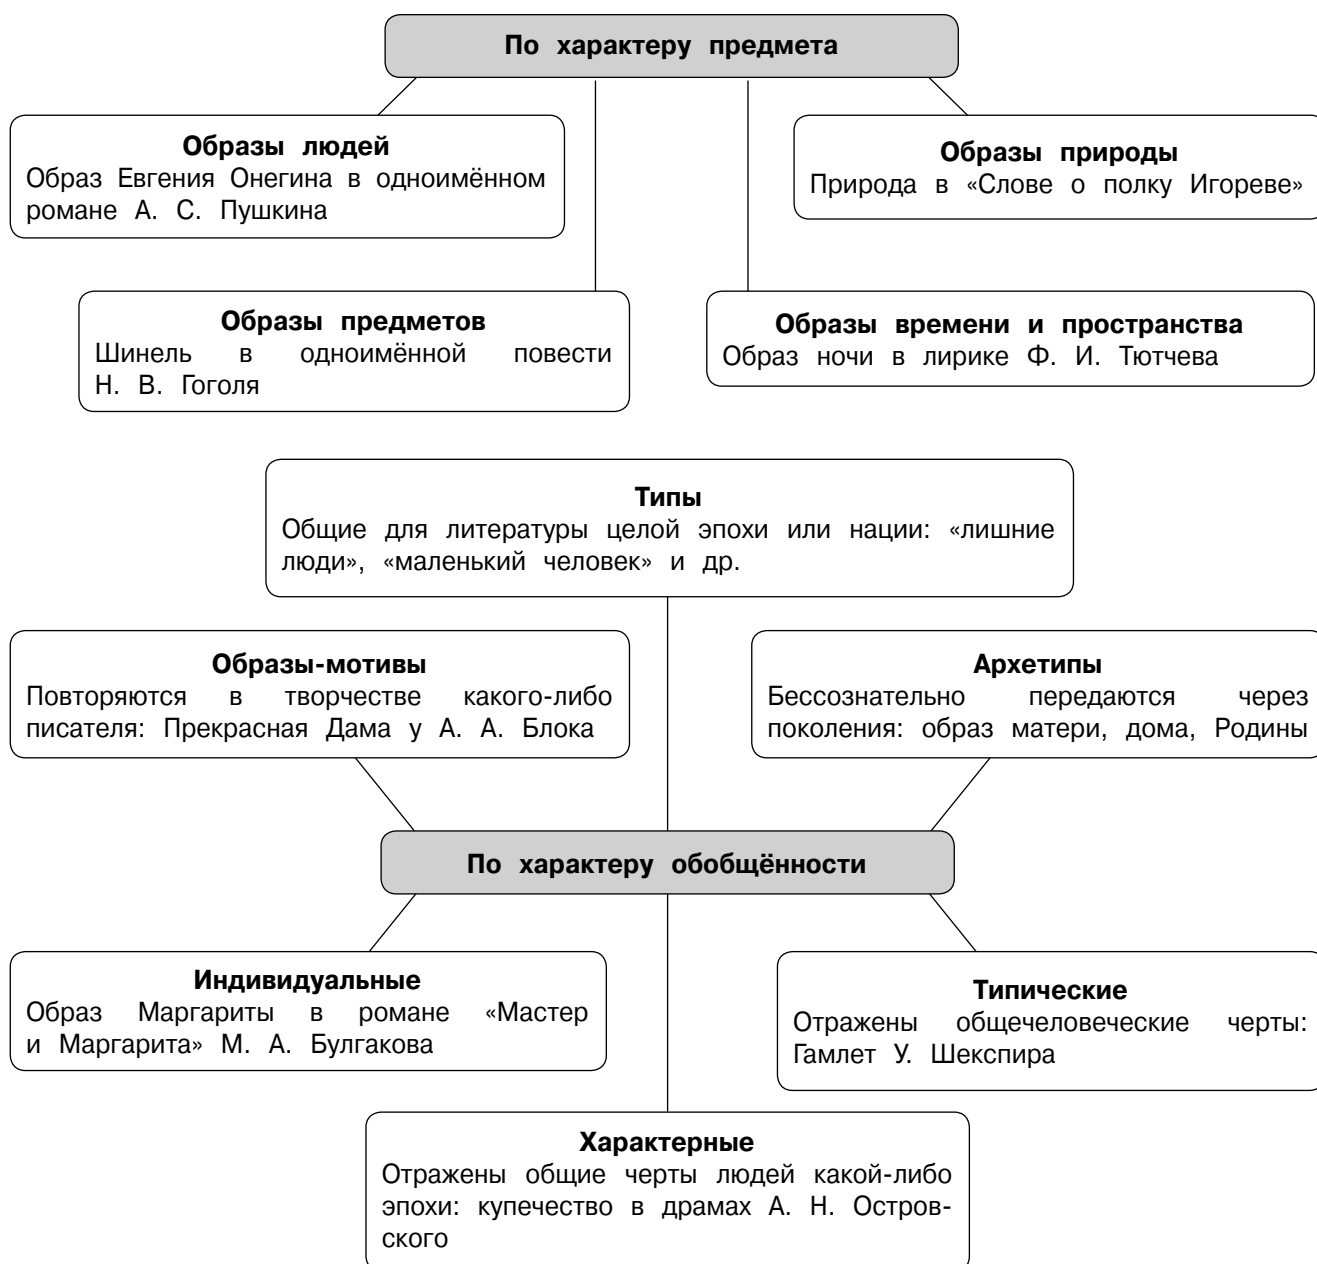 По характеру предмета
Образы людей
Образ Евгения Онегина в одноимённом
романе А. С. Пушкина
Образы природы
Природа в «Слове о полку Игореве»
Образы предметов
Шинель в одноимённой повести
Н. В. Гоголя
Образы времени и пространства
Образ ночи в лирике Ф. И. Тютчева
Типы
Общие для литературы целой эпохи или нации: «лишние
люди», «маленький человек» и др.
Образы-мотивы
Повторяются в творчестве какого-либо
писателя: Прекрасная Дама у А. А. Блока
Архетипы
Бессознательно передаются через
поколения: образ матери, дома, Родины
По характеру обобщённости
Индивидуальные
Образ Маргариты в романе «Мастер
и Маргарита» М. А. Булгакова
Типические
Отражены общечеловеческие черты:
Гамлет У. Шекспира
Характерные
Отражены общие черты людей какой-либо
эпохи: купечество в драмах А. Н. Остров-
ского